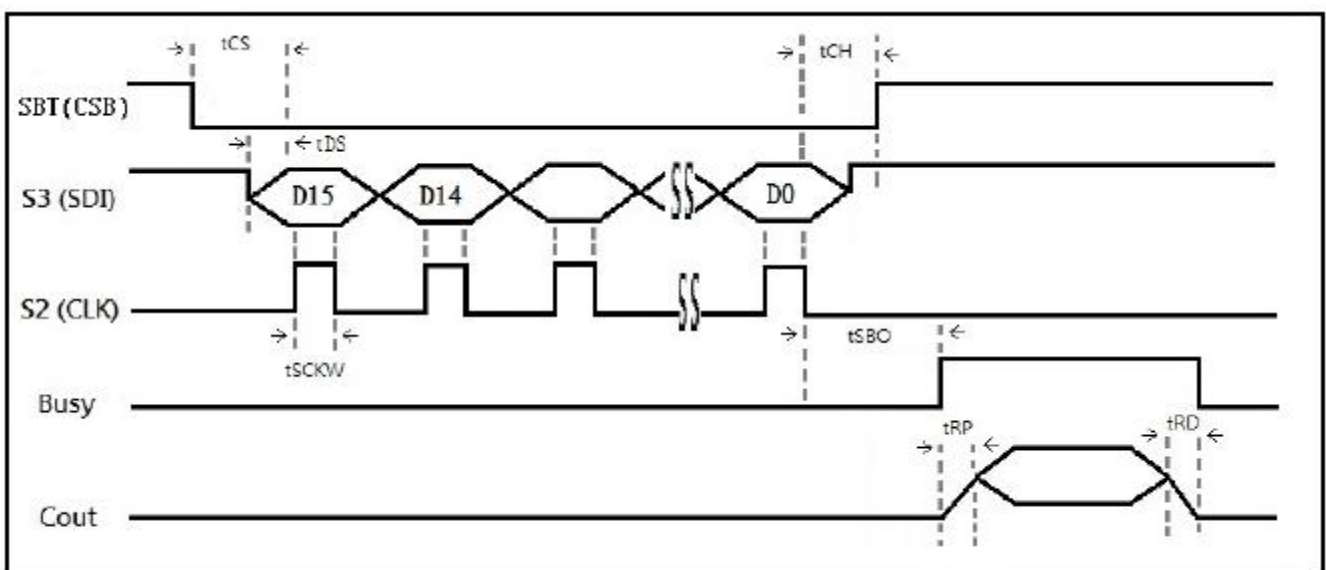 tCS
tCH
SBT(CSB)
tDS
S3 (SDI)
D15
D14
D0
S2 (CLK)
tSBO
tSCKW
Busy
tRP
tRD
Cout